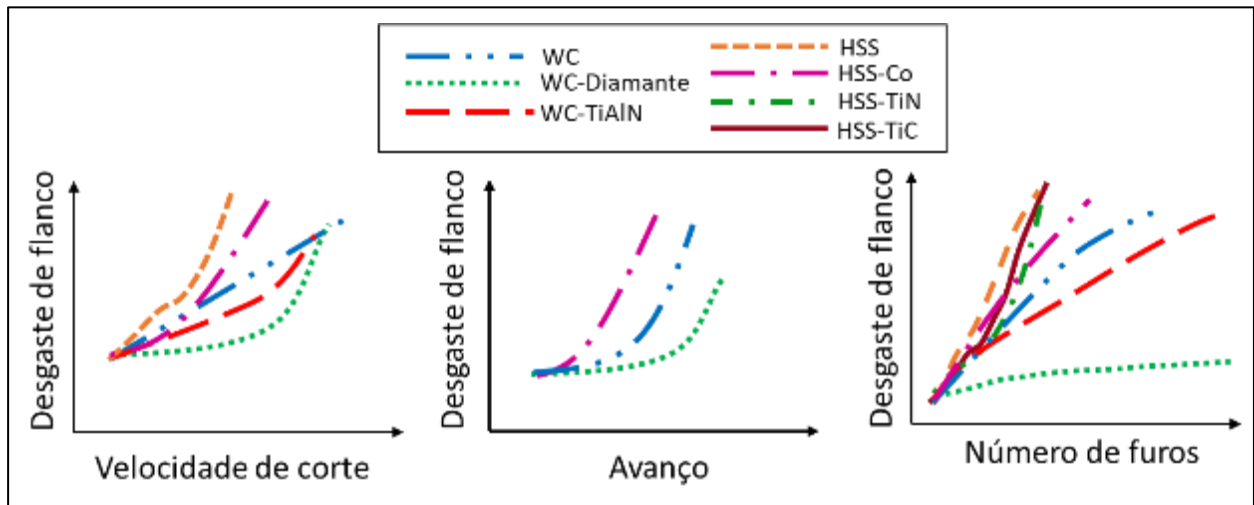 WC
WC-Diamante
WC-TiAlN
HSS
HSS-Co
HSS-TiN
HSS-TiC
Desgaste de flanco
Velocidade de corte
Desgaste de flanco
Avanço
Desgaste de flanco
Número de furos